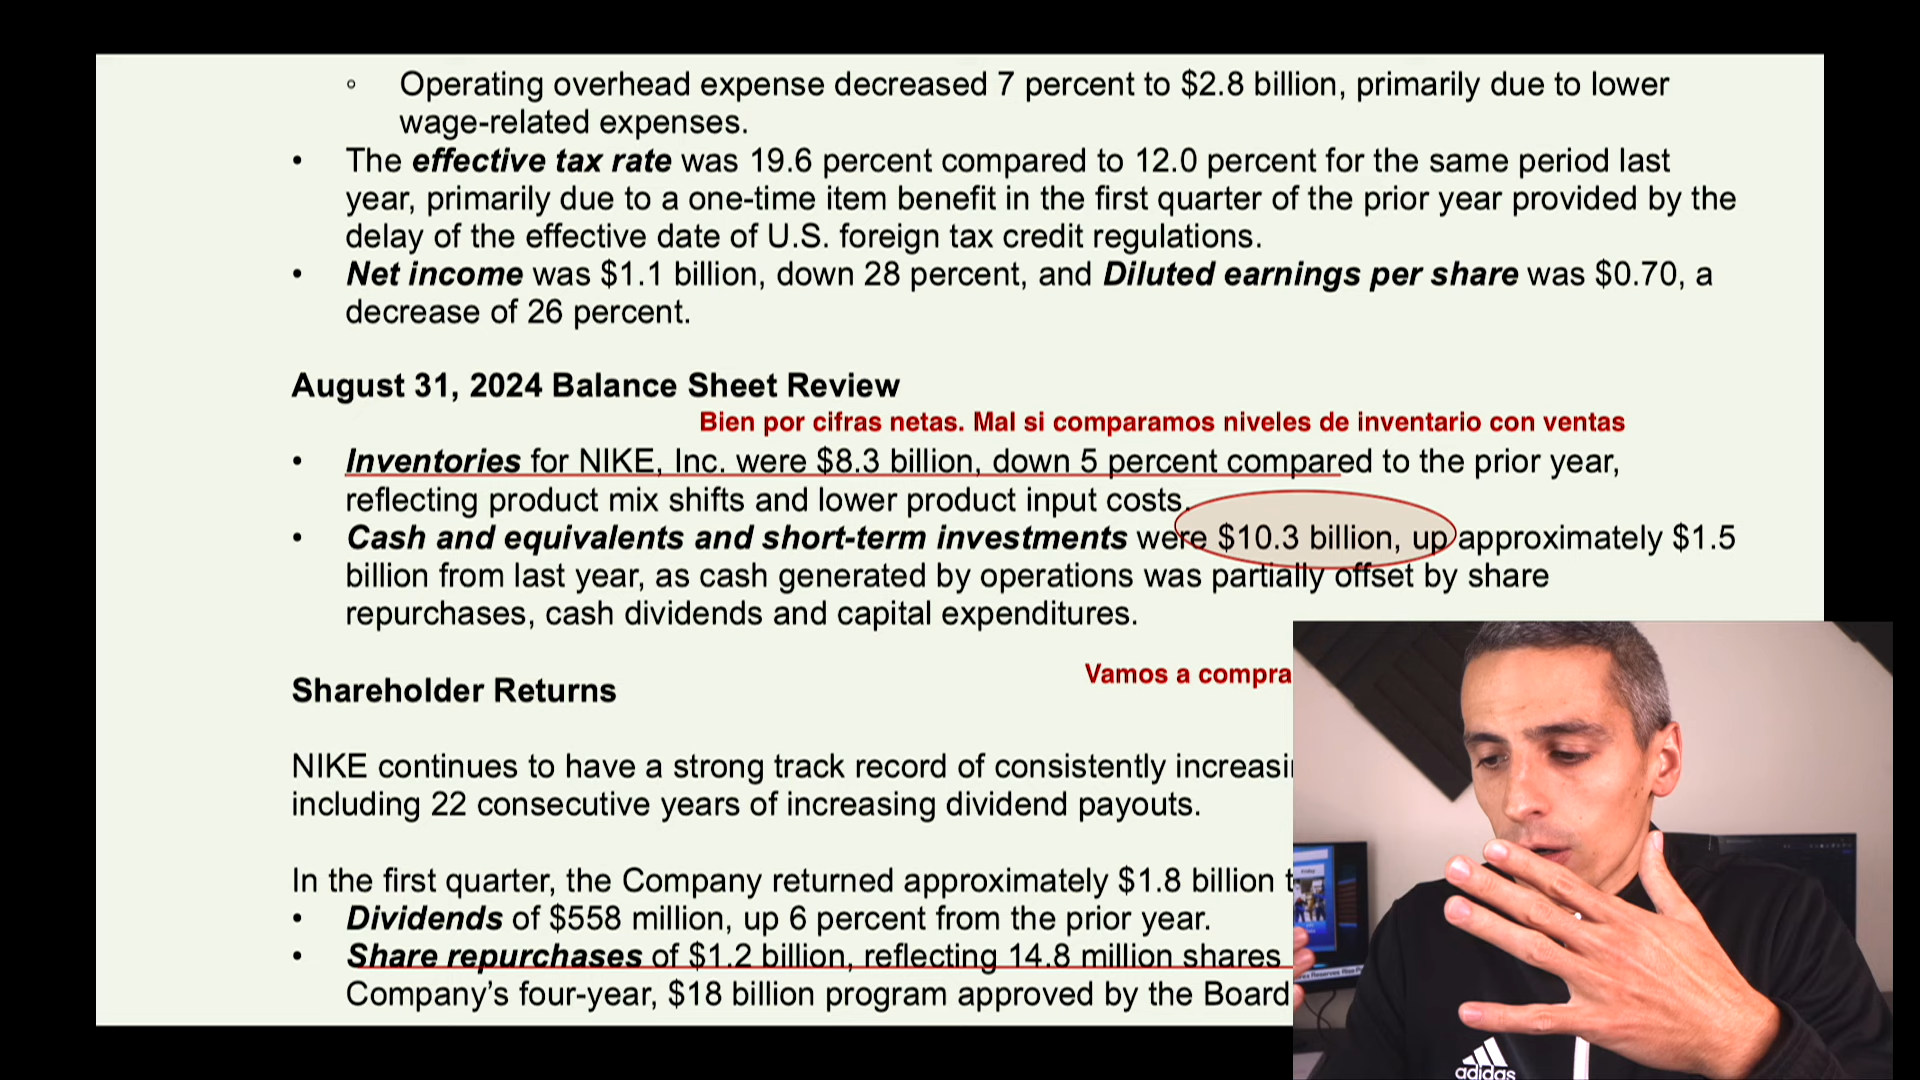 ◦ Operating overhead expense decreased 7 percent to $2.8 billion, primarily due to lower
wage-related expenses.
• The effective tax rate was 19.6 percent compared to 12.0 percent for the same period last
year, primarily due to a one-time item benefit in the first quarter of the prior year provided by the
delay of the effective date of U.S. foreign tax credit regulations.
• Net income was $1.1 billion, down 28 percent, and Diluted earnings per share was $0.70, a
decrease of 26 percent.
August 31, 2024 Balance Sheet Review
Bien por cifras netas. Mal si comparamos niveles de inventario con ventas
• Inventories for NIKE, Inc. were $8.3 billion, down 5 percent compared to the prior year,
reflecting product mix shifts and lower product input costs.
• Cash and equivalents and short-term investments were $10.3 billion, up approximately $1.5
billion from last year, as cash generated by operations was partially offset by share
repurchases, cash dividends and capital expenditures.
Vamos a compra
Shareholder Returns
NIKE continues to have a strong track record of consistently increasi
including 22 consecutive years of increasing dividend payouts.
In the first quarter, the Company returned approximately $1.8 billion t
• Dividends of $558 million, up 6 percent from the prior year.
• Share repurchases of $1.2 billion, reflecting 14.8 million shares
Company’s four-year, $18 billion program approved by the Board
adidas